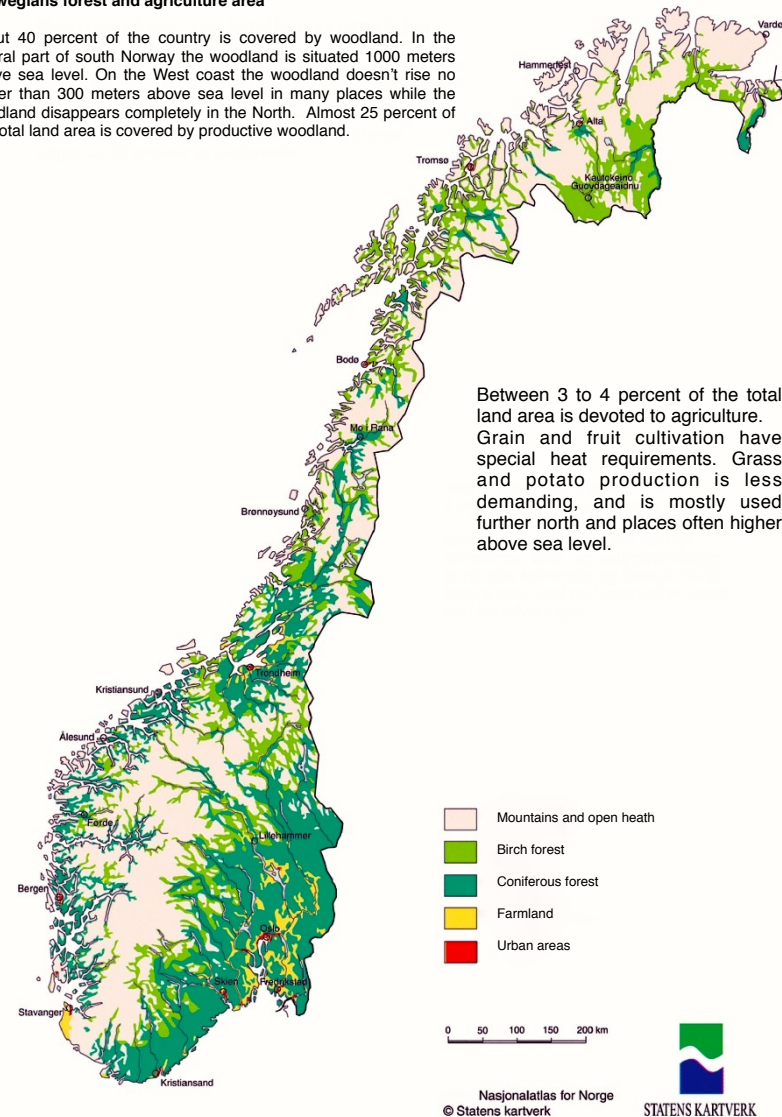 wegians forest and agriculture area
ut 40 percent of the country is covered by woodland. In the
ral part of south Norway the woodland is situated 1000 meters
ve sea level. On the West coast the woodland doesn't rise no
er than 300 meters above sea level in many places while the
dland disappears completely in the North. Almost 25 percent of
total land area is covered by productive woodland.
Vardø
Hammerfest
Alta
Tromsø
Kautokeino
Guovdageaidnu
Bodø
Between 3 to 4 percent of the total
land area is devoted to agriculture.
Grain and fruit cultivation have
special heat requirements. Grass
and potato production is less
demanding, and is mostly used
further north and places often higher
above sea level.
Mo i Rana
Brønnøysund
Trondheim
Kristiansund
Ålesund
Førde
Lillehammer
Bergen
Oslo
Skien
Fredrikstad
Stavanger
Kristiansand
Mountains and open heath
Birch forest
Coniferous forest
Farmland
Urban areas
0 50 100 150 200 km
Nasjonalatlas for Norge
© Statens kartverk
STATENS KARTVERK